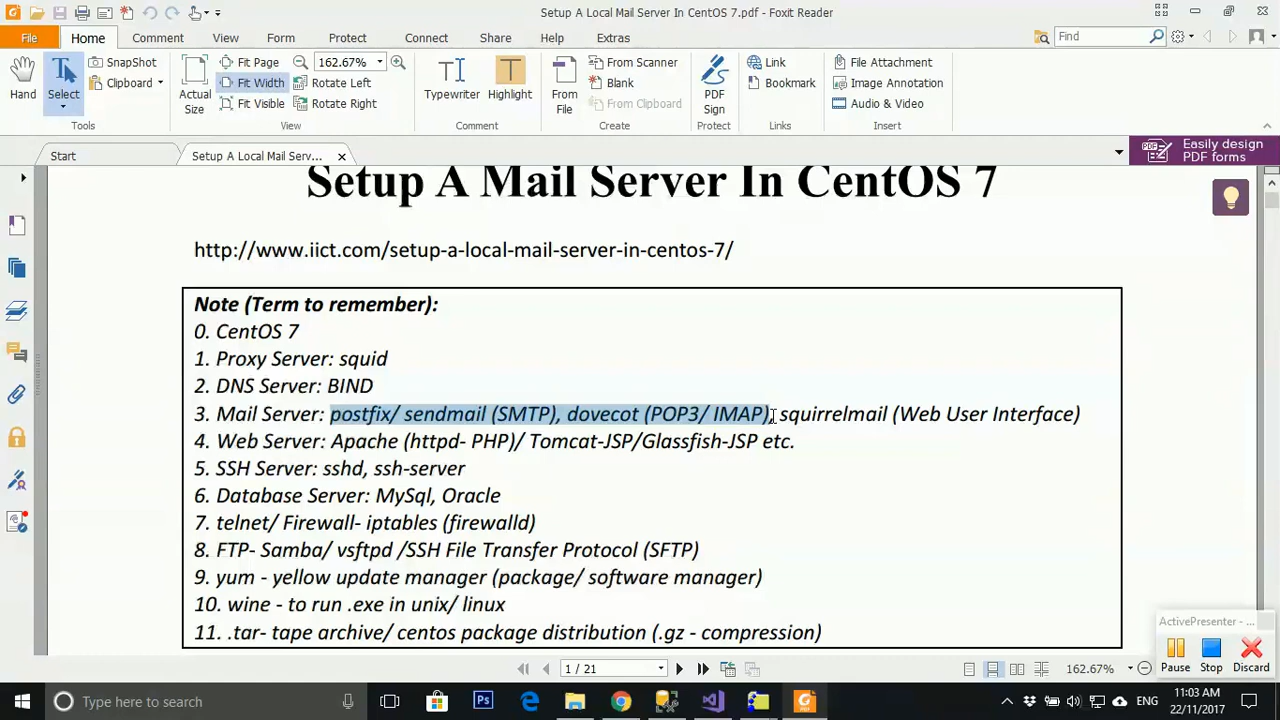 Setup A Local Mail Server In CentOS 7.pdf - Foxit Reader
File Home Comment View Form Protect Connect Share Help Extras
Find
Hand
Select
SnapShot
Clipboard
Tools
Actual Size
Fit Page
Fit Width
Fit Visible
162.67%
Rotate Left
Rotate Right
View
Typewriter
Highlight
Comment
From File
From Scanner
Blank
From Clipboard
Create
PDF Sign
Protect
Link
Bookmark
Links
File Attachment
Image Annotation
Audio & Video
Insert
Start
Setup A Local Mail Serv...
Easily design
PDF forms
Setup A Mail Server In CentOS 7
http://www.iict.com/setup-a-local-mail-server-in-centos-7/
Note (Term to remember):
0. CentOS 7
1. Proxy Server: squid
2. DNS Server: BIND
3. Mail Server: postfix/ sendmail (SMTP), dovecot (POP3/ IMAP), squirrelmail (Web User Interface)
4. Web Server: Apache (httpd- PHP)/ Tomcat-JSP/Glassfish-JSP etc.
5. SSH Server: sshd, ssh-server
6. Database Server: MySql, Oracle
7. telnet/ Firewall- iptables (firewalld)
8. FTP- Samba/ vsftpd /SSH File Transfer Protocol (SFTP)
9. yum - yellow update manager (package/ software manager)
10. wine - to run .exe in unix/ linux
11. .tar- tape archive/ centos package distribution (.gz - compression)
ActivePresenter - ...
Pause Stop Discard
1 / 21
162.67%
Type here to search
ENG
11:03 AM
22/11/2017